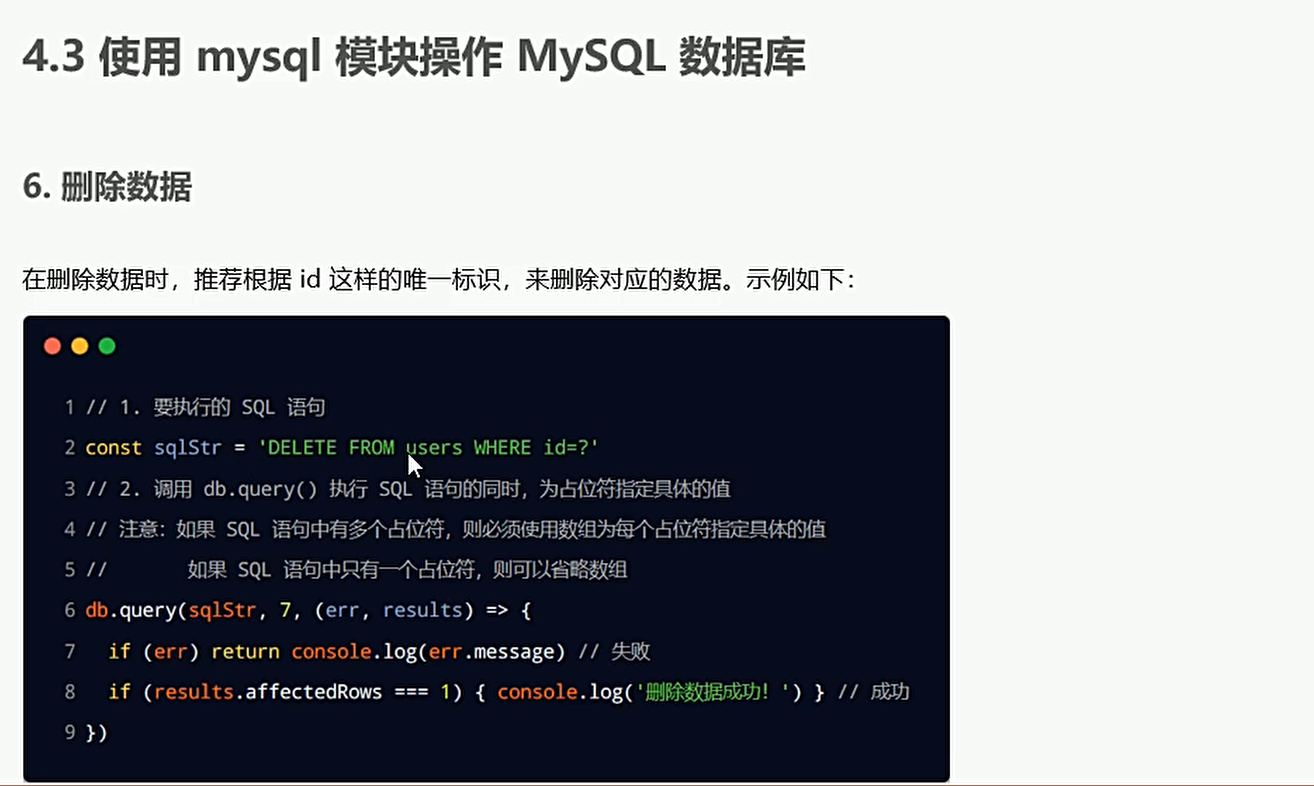 4.3 使用 mysql 模块操作 MySQL 数据库
6. 删除数据
在删除数据时，推荐根据 id 这样的唯一标识，来删除对应的数据。示例如下：
1 // 1. 要执行的 SQL 语句
2 const sqlStr = 'DELETE FROM users WHERE id=?'
3 // 2. 调用 db.query() 执行 SQL 语句的同时，为占位符指定具体的值
4 // 注意：如果 SQL 语句中有多个占位符，则必须使用数组为每个占位符指定具体的值
5 //       如果 SQL 语句中只有一个占位符，则可以省略数组
6 db.query(sqlStr, 7, (err, results) => {
7   if (err) return console.log(err.message) // 失败
8   if (results.affectedRows === 1) { console.log('删除数据成功！') } // 成功
9 })